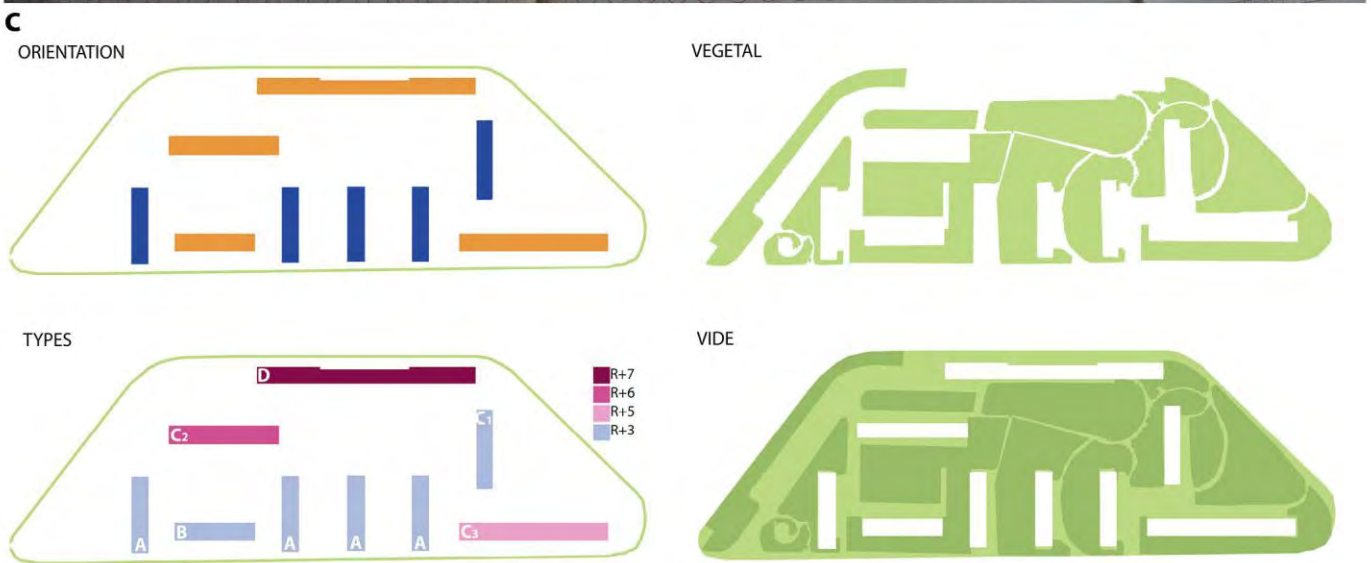 C
ORIENTATION
VEGETAL
TYPES
VIDE
D
R+7
R+6
R+5
R+3
C1
C2
B
C3
A
A
A
A